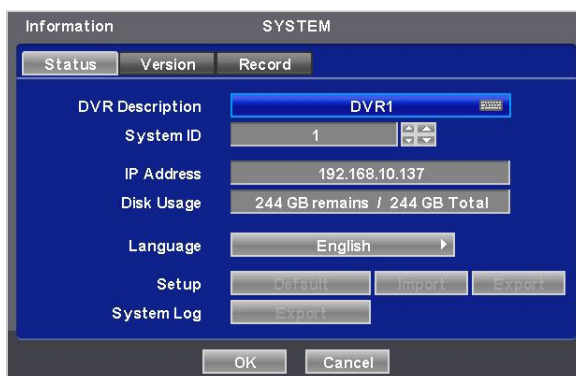 Information SYSTEM
Status Version Record
DVR Description DVR1
System ID 1
IP Address 192.168.10.137
Disk Usage 244 GB remains / 244 GB Total
Language English
Setup Default Import Export
System Log Export
OK Cancel